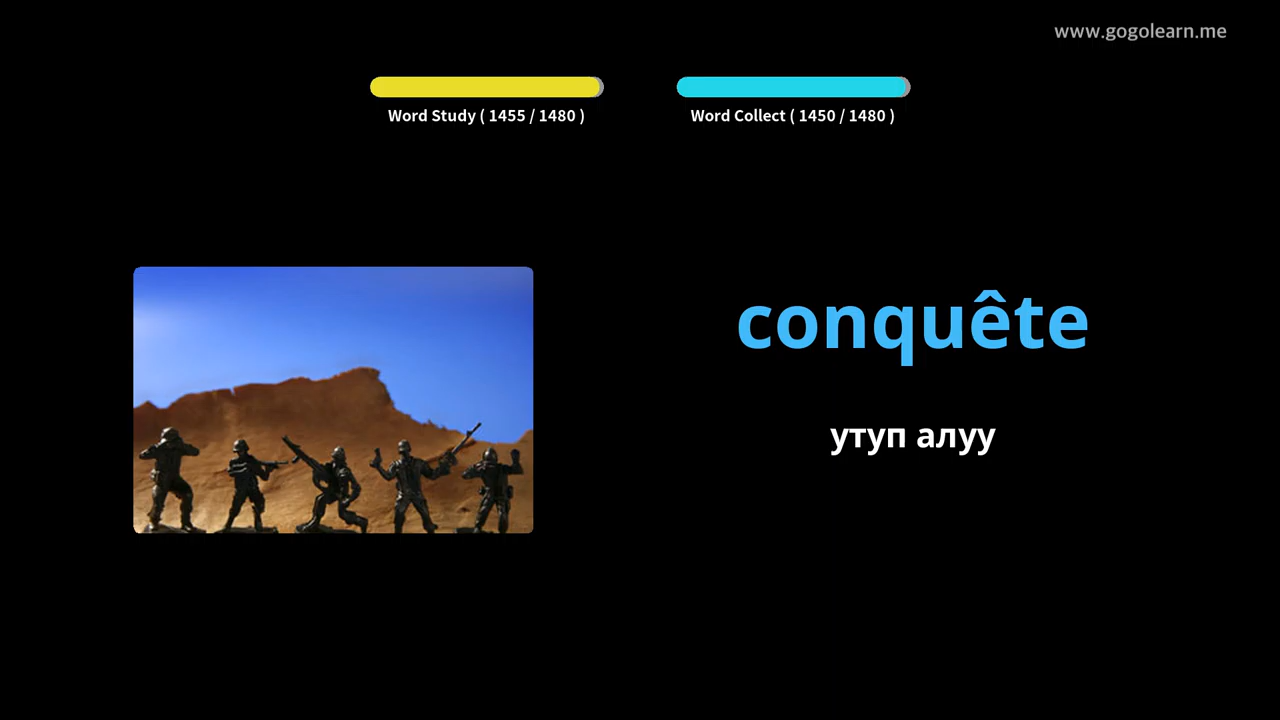 www.gogolearn.me
Word Study ( 1455 / 1480 )
Word Collect ( 1450 / 1480 )
conquête
утуп алуу